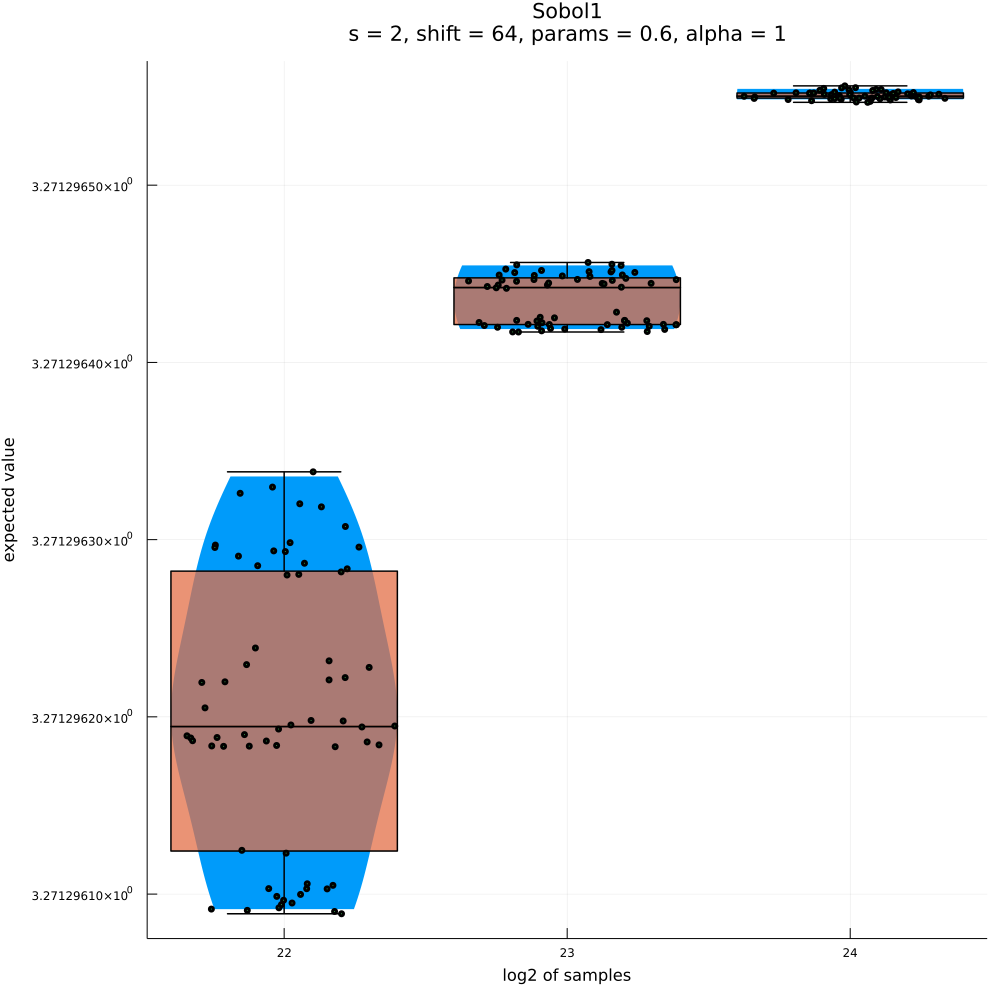 Sobol1
s = 2, shift = 64, params = 0.6, alpha = 1
expected value
3.27129650×10⁰
3.27129640×10⁰
3.27129630×10⁰
3.27129620×10⁰
3.27129610×10⁰
22 23 24
log2 of samples